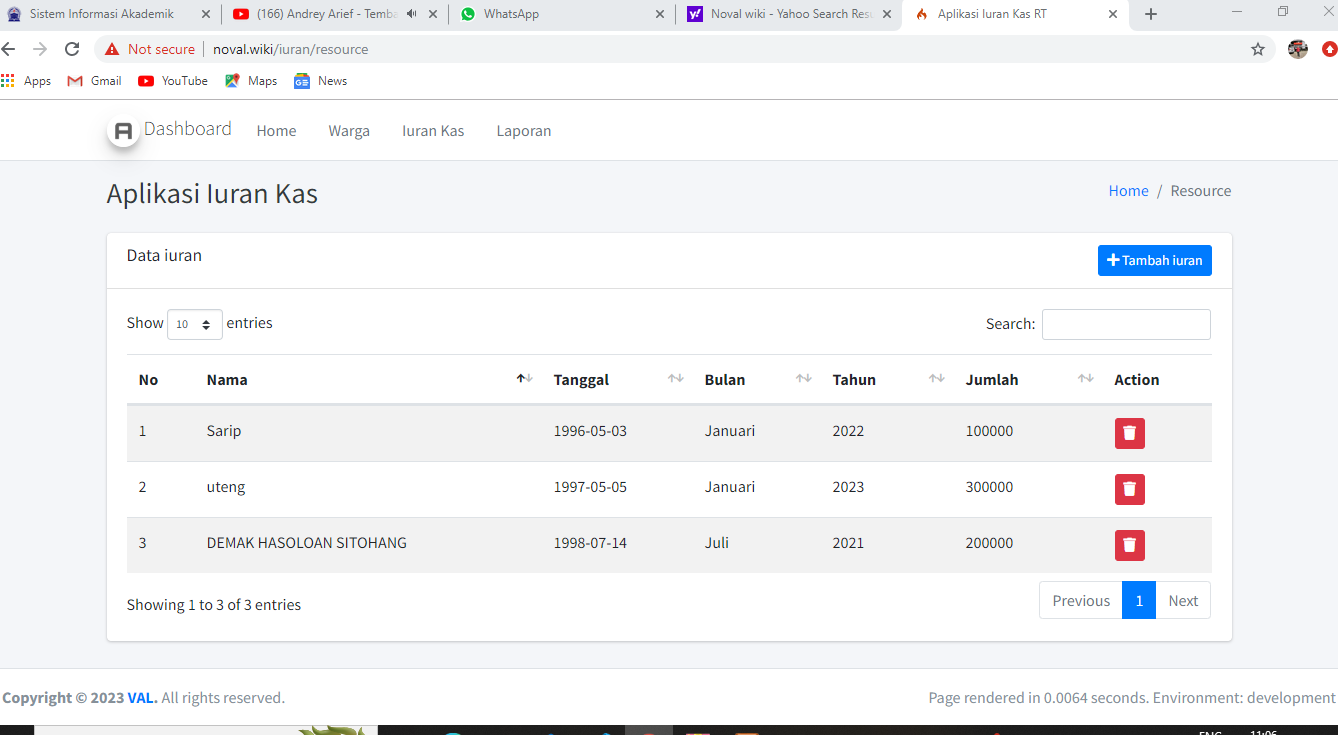 Sistem Informasi Akademik
(166) Andrey Arief - Temba
WhatsApp
Noval wiki - Yahoo Search Resu
Aplikasi Iuran Kas RT
Not secure
noval.wiki/iuran/resource
Apps
Gmail
YouTube
Maps
GE
News
Dashboard
Home
Warga
Iuran Kas
Laporan
Aplikasi Iuran Kas
Home / Resource
Data iuran
Tambah iuran
Show 10 entries
Search:
No Nama Tanggal Bulan Tahun Jumlah Action
1 Sarip 1996-05-03 Januari 2022 100000
2 uteng 1997-05-05 Januari 2023 300000
3 DEMAK HASOLOAN SITOHANG 1998-07-14 Juli 2021 200000
Showing 1 to 3 of 3 entries
Previous 1 Next
Copyright © 2023 VAL. All rights reserved.
Page rendered in 0.0064 seconds. Environment: development
ENG 11:06